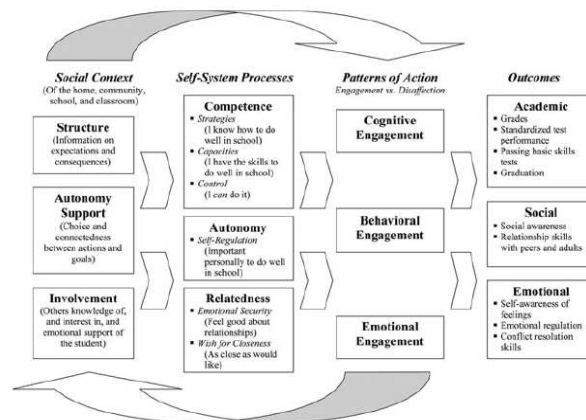 Social Context
(Of the home, community,
school, and classroom)
Structure
(Information on
expectations and
consequences)
Autonomy
Support
(Choice and
connectedness
between actions and
goals)
Involvement
(Others knowledge of,
and interest in, and
emotional support of
the student)
Self-System Processes
Competence
▪ Strategies
(I know how to do
well in school)
▪ Capacities
(I have the skills to
do well in school)
▪ Control
(I can do it)
Autonomy
▪ Self-Regulation
(Important
personally to do well
in school)
Relatedness
▪ Emotional Security
(Feel good about
relationships)
▪ Wish for Closeness
(As close as would
like)
Patterns of Action
Engagement vs. Disaffection
Cognitive
Engagement
Behavioral
Engagement
Emotional
Engagement
Outcomes
Academic
▪ Grades
▪ Standardized test
performance
▪ Passing basic skills
tests
▪ Graduation
Social
▪ Social awareness
▪ Relationship skills
with peers and adults
Emotional
▪ Self-awareness of
feelings
▪ Emotional regulation
▪ Conflict resolution
skills